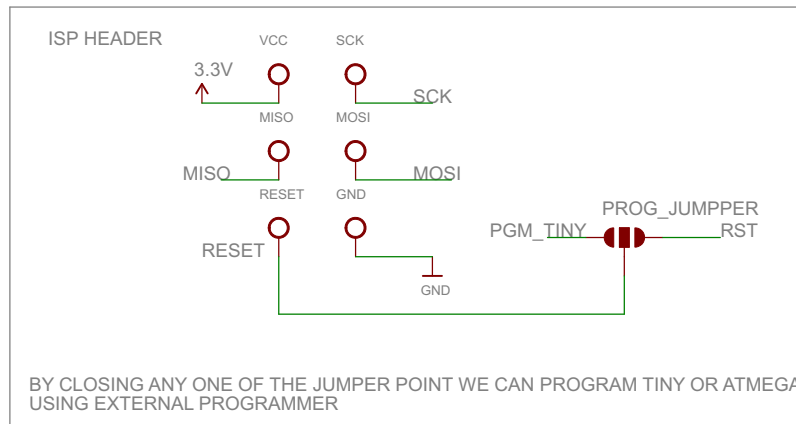 ISP HEADER
VCC SCK
3.3V
SCK
MISO MOSI
MISO MOSI
RESET GND
PROG_JUMPPER
PGM_TINY RST
RESET
GND
BY CLOSING ANY ONE OF THE JUMPER POINT WE CAN PROGRAM TINY OR ATMEGA
USING EXTERNAL PROGRAMMER